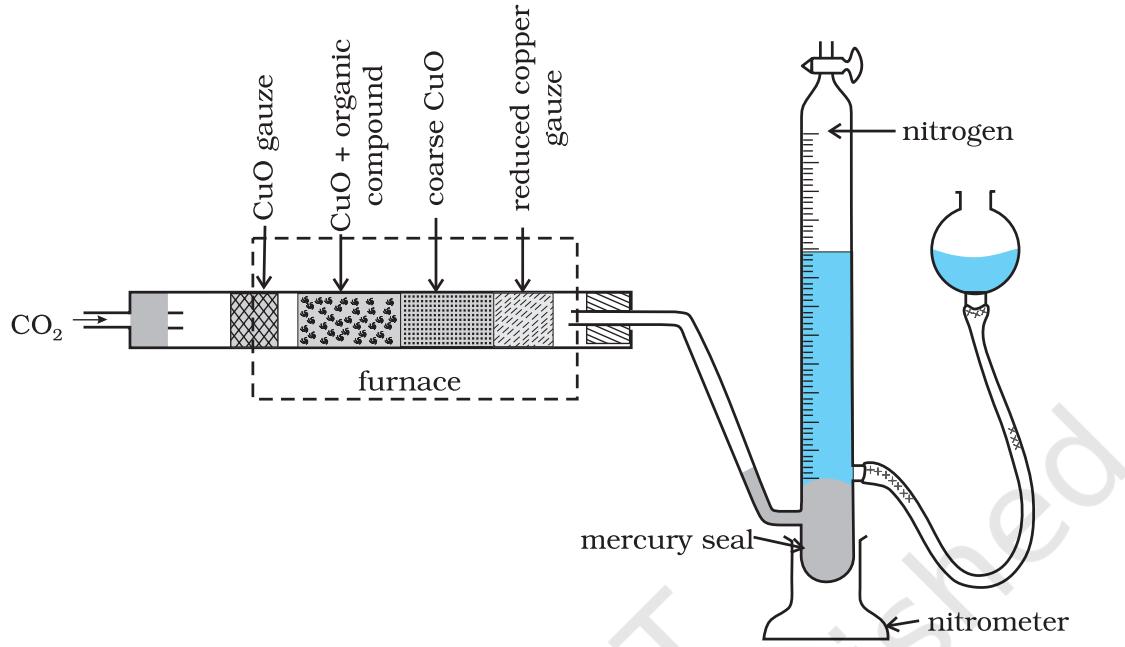 CuO gauze
CuO + organic
compound
coarse CuO
reduced copper
gauze
nitrogen
CO₂
furnace
mercury seal
nitrometer